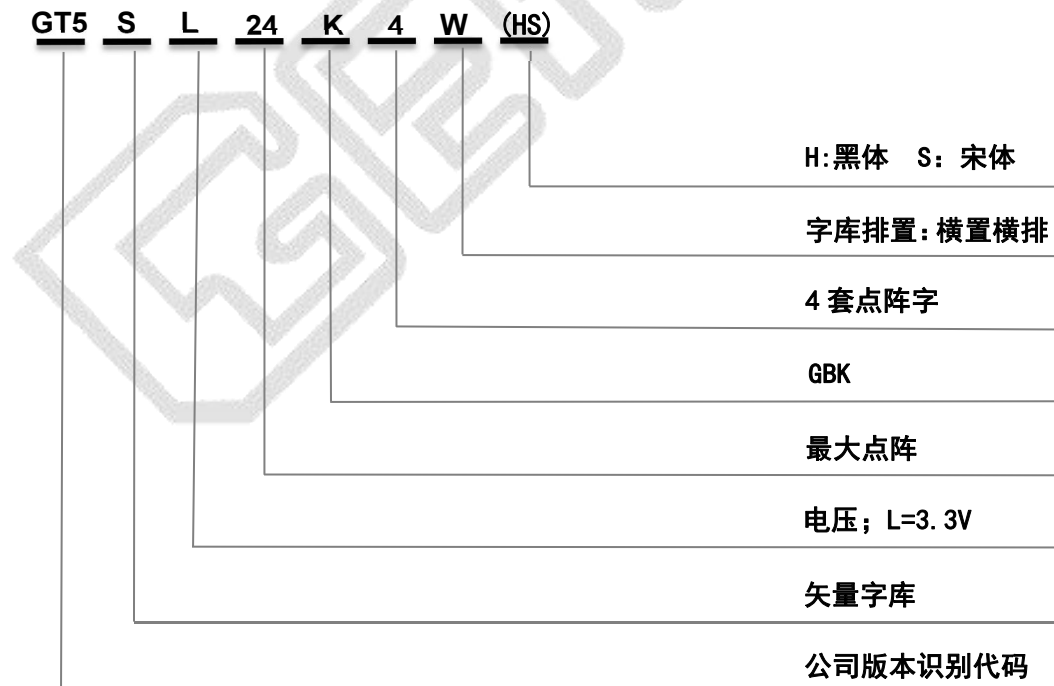 GT5 S L 24 K 4 W (HS)
H:黑体 S：宋体
字库排置：横置横排
4 套点阵字
GBK
最大点阵
电压；L=3.3V
矢量字库
公司版本识别代码